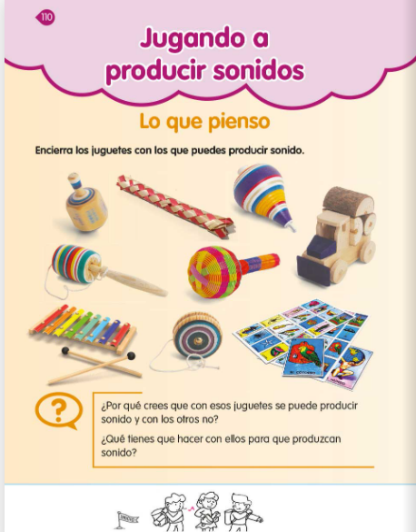 110
Jugando a
producir sonidos
Lo que pienso
Encierra los juguetes con los que puedes producir sonido.
?
¿Por qué crees que con esos juguetes se puede producir
sonido y con los otros no?
¿Qué tienes que hacer con ellos para que produzcan
sonido?